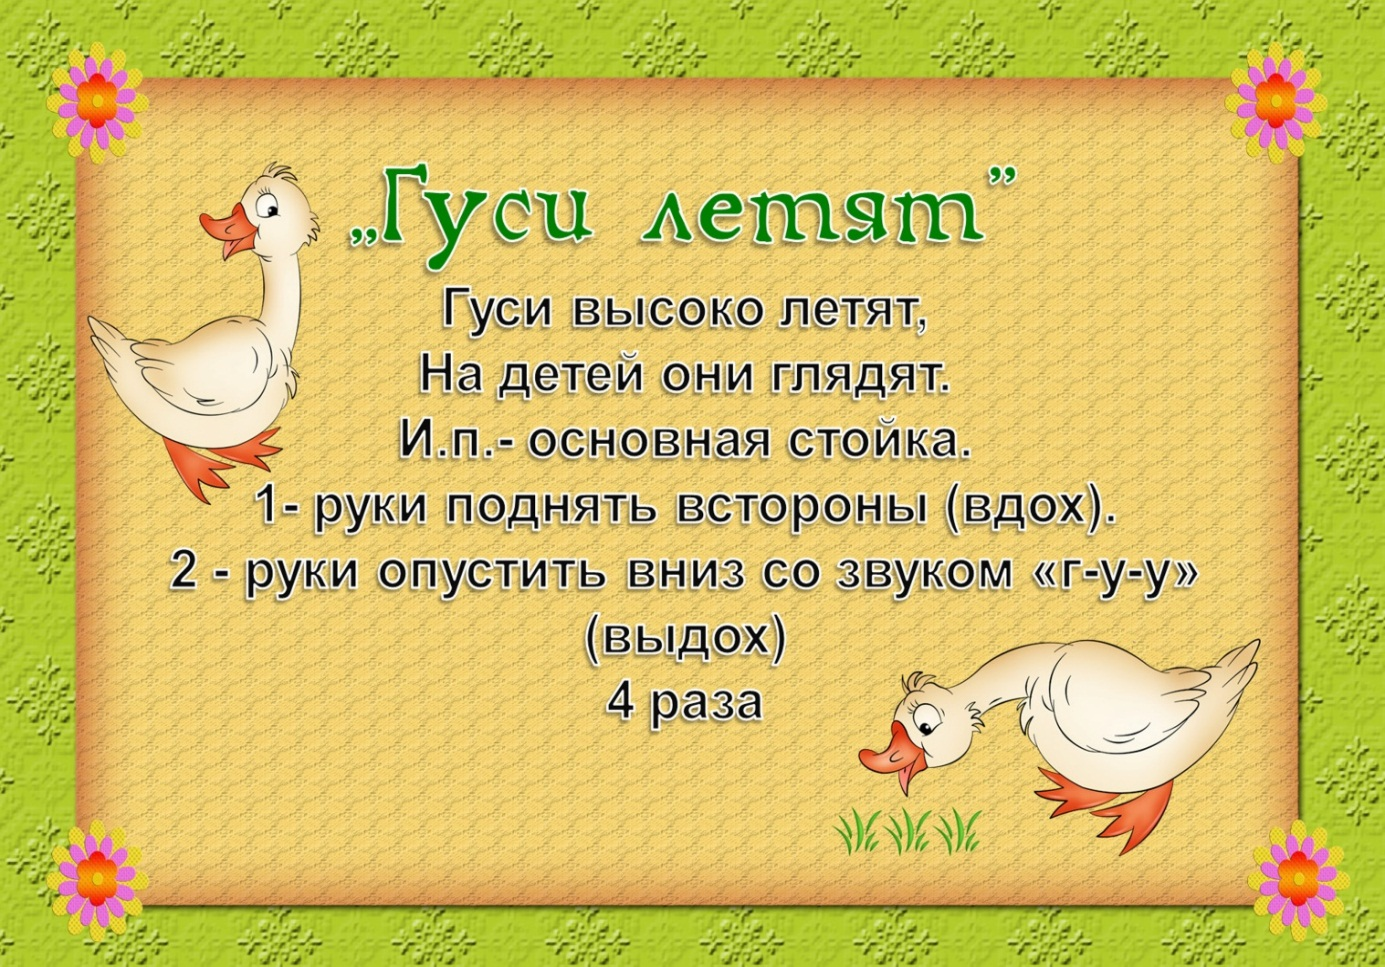 „Гуси летят”
Гуси высоко летят,
На детей они глядят.
И.п.- основная стойка.
1- руки поднять встороны (вдох).
2 - руки опустить вниз со звуком «г-у-у»
(выдох)
4 раза